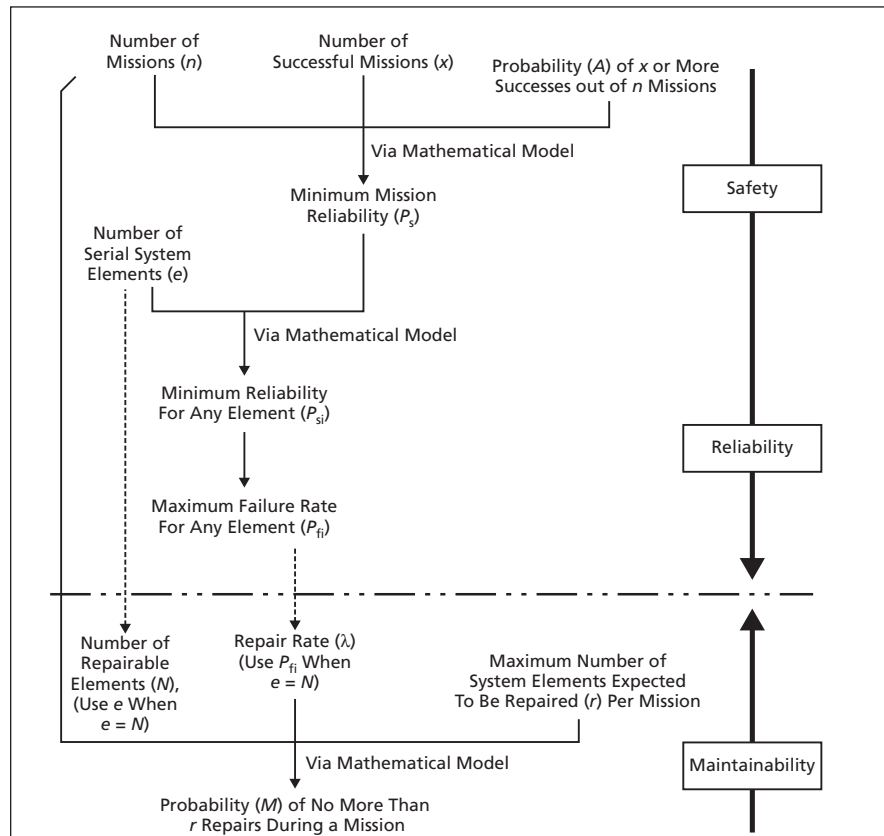 Number of
Missions (n)
Number of
Successful Missions (x)
Probability (A) of x or More
Successes out of n Missions
Via Mathematical Model
Safety
Minimum Mission
Reliability (Ps)
Number of
Serial System
Elements (e)
Via Mathematical Model
Minimum Reliability
For Any Element (Psi)
Reliability
Maximum Failure Rate
For Any Element (Pfi)
Number of
Repairable
Elements (N),
(Use e When
e = N)
Repair Rate (λ)
(Use Pfi When
e = N)
Maximum Number of
System Elements Expected
To Be Repaired (r) Per Mission
Via Mathematical Model
Maintainability
Probability (M) of No More Than
r Repairs During a Mission